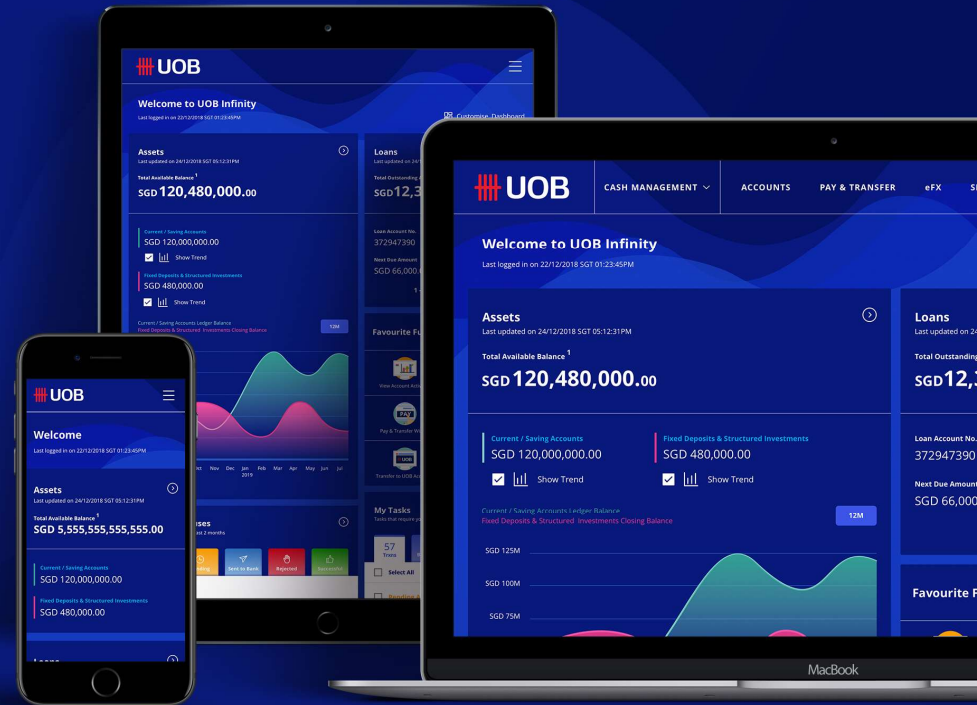 UOB
Welcome to UOB Infinity
Last logged in on 22/12/2018 SGT 01:23:45PM
Customise Dashboard
Assets
Last updated on 24/12/2018 SGT 05:12:31PM
Total Available Balance 1
SGD 120,480,000.00
Current / Saving Accounts
SGD 120,000,000.00
Show Trend
Fixed Deposits & Structured Investments
SGD 480,000.00
Show Trend
Current / Saving Accounts Ledger Balance
Fixed Deposits & Structured Investments Closing Balance
12M
Nov Dec Jan Feb Mar Apr May Jun Jul
2019
Loans
Last updated on 24
Total Outstanding
SGD 12,3
Loan Account No.
372947390
Next Due Amount
SGD 66,000.
Favourite Fu
View Account Acti
PAY
Pay & Transfer
UOB
Transfer to UOB
My Tasks
Tasks that require
57
Trans
Select All
Pending
Sent to Bank
Rejected
Successful
UOB
Welcome
Last logged in on 22/12/2018 SGT 01:23:45PM
Assets
Last updated on 24/12/2018 SGT 05:12:31PM
Total Available Balance 1
SGD 5,555,555,555,555.00
Current / Saving Accounts
SGD 120,000,000.00
Fixed Deposits & Structured Investments
SGD 480,000.00
Loans
UOB
CASH MANAGEMENT
ACCOUNTS
PAY & TRANSFER
eFX
Welcome to UOB Infinity
Last logged in on 22/12/2018 SGT 01:23:45PM
Assets
Last updated on 24/12/2018 SGT 05:12:31PM
Total Available Balance 1
SGD 120,480,000.00
Current / Saving Accounts
SGD 120,000,000.00
Show Trend
Fixed Deposits & Structured Investments
SGD 480,000.00
Show Trend
Current / Saving Accounts Ledger Balance
Fixed Deposits & Structured Investments Closing Balance
12M
SGD 125M
SGD 100M
SGD 75M
Loans
Last updated on 24
Total Outstanding
SGD 12,3
Loan Account No.
372947390
Next Due Amount
SGD 66,000
Favourite F
MacBook